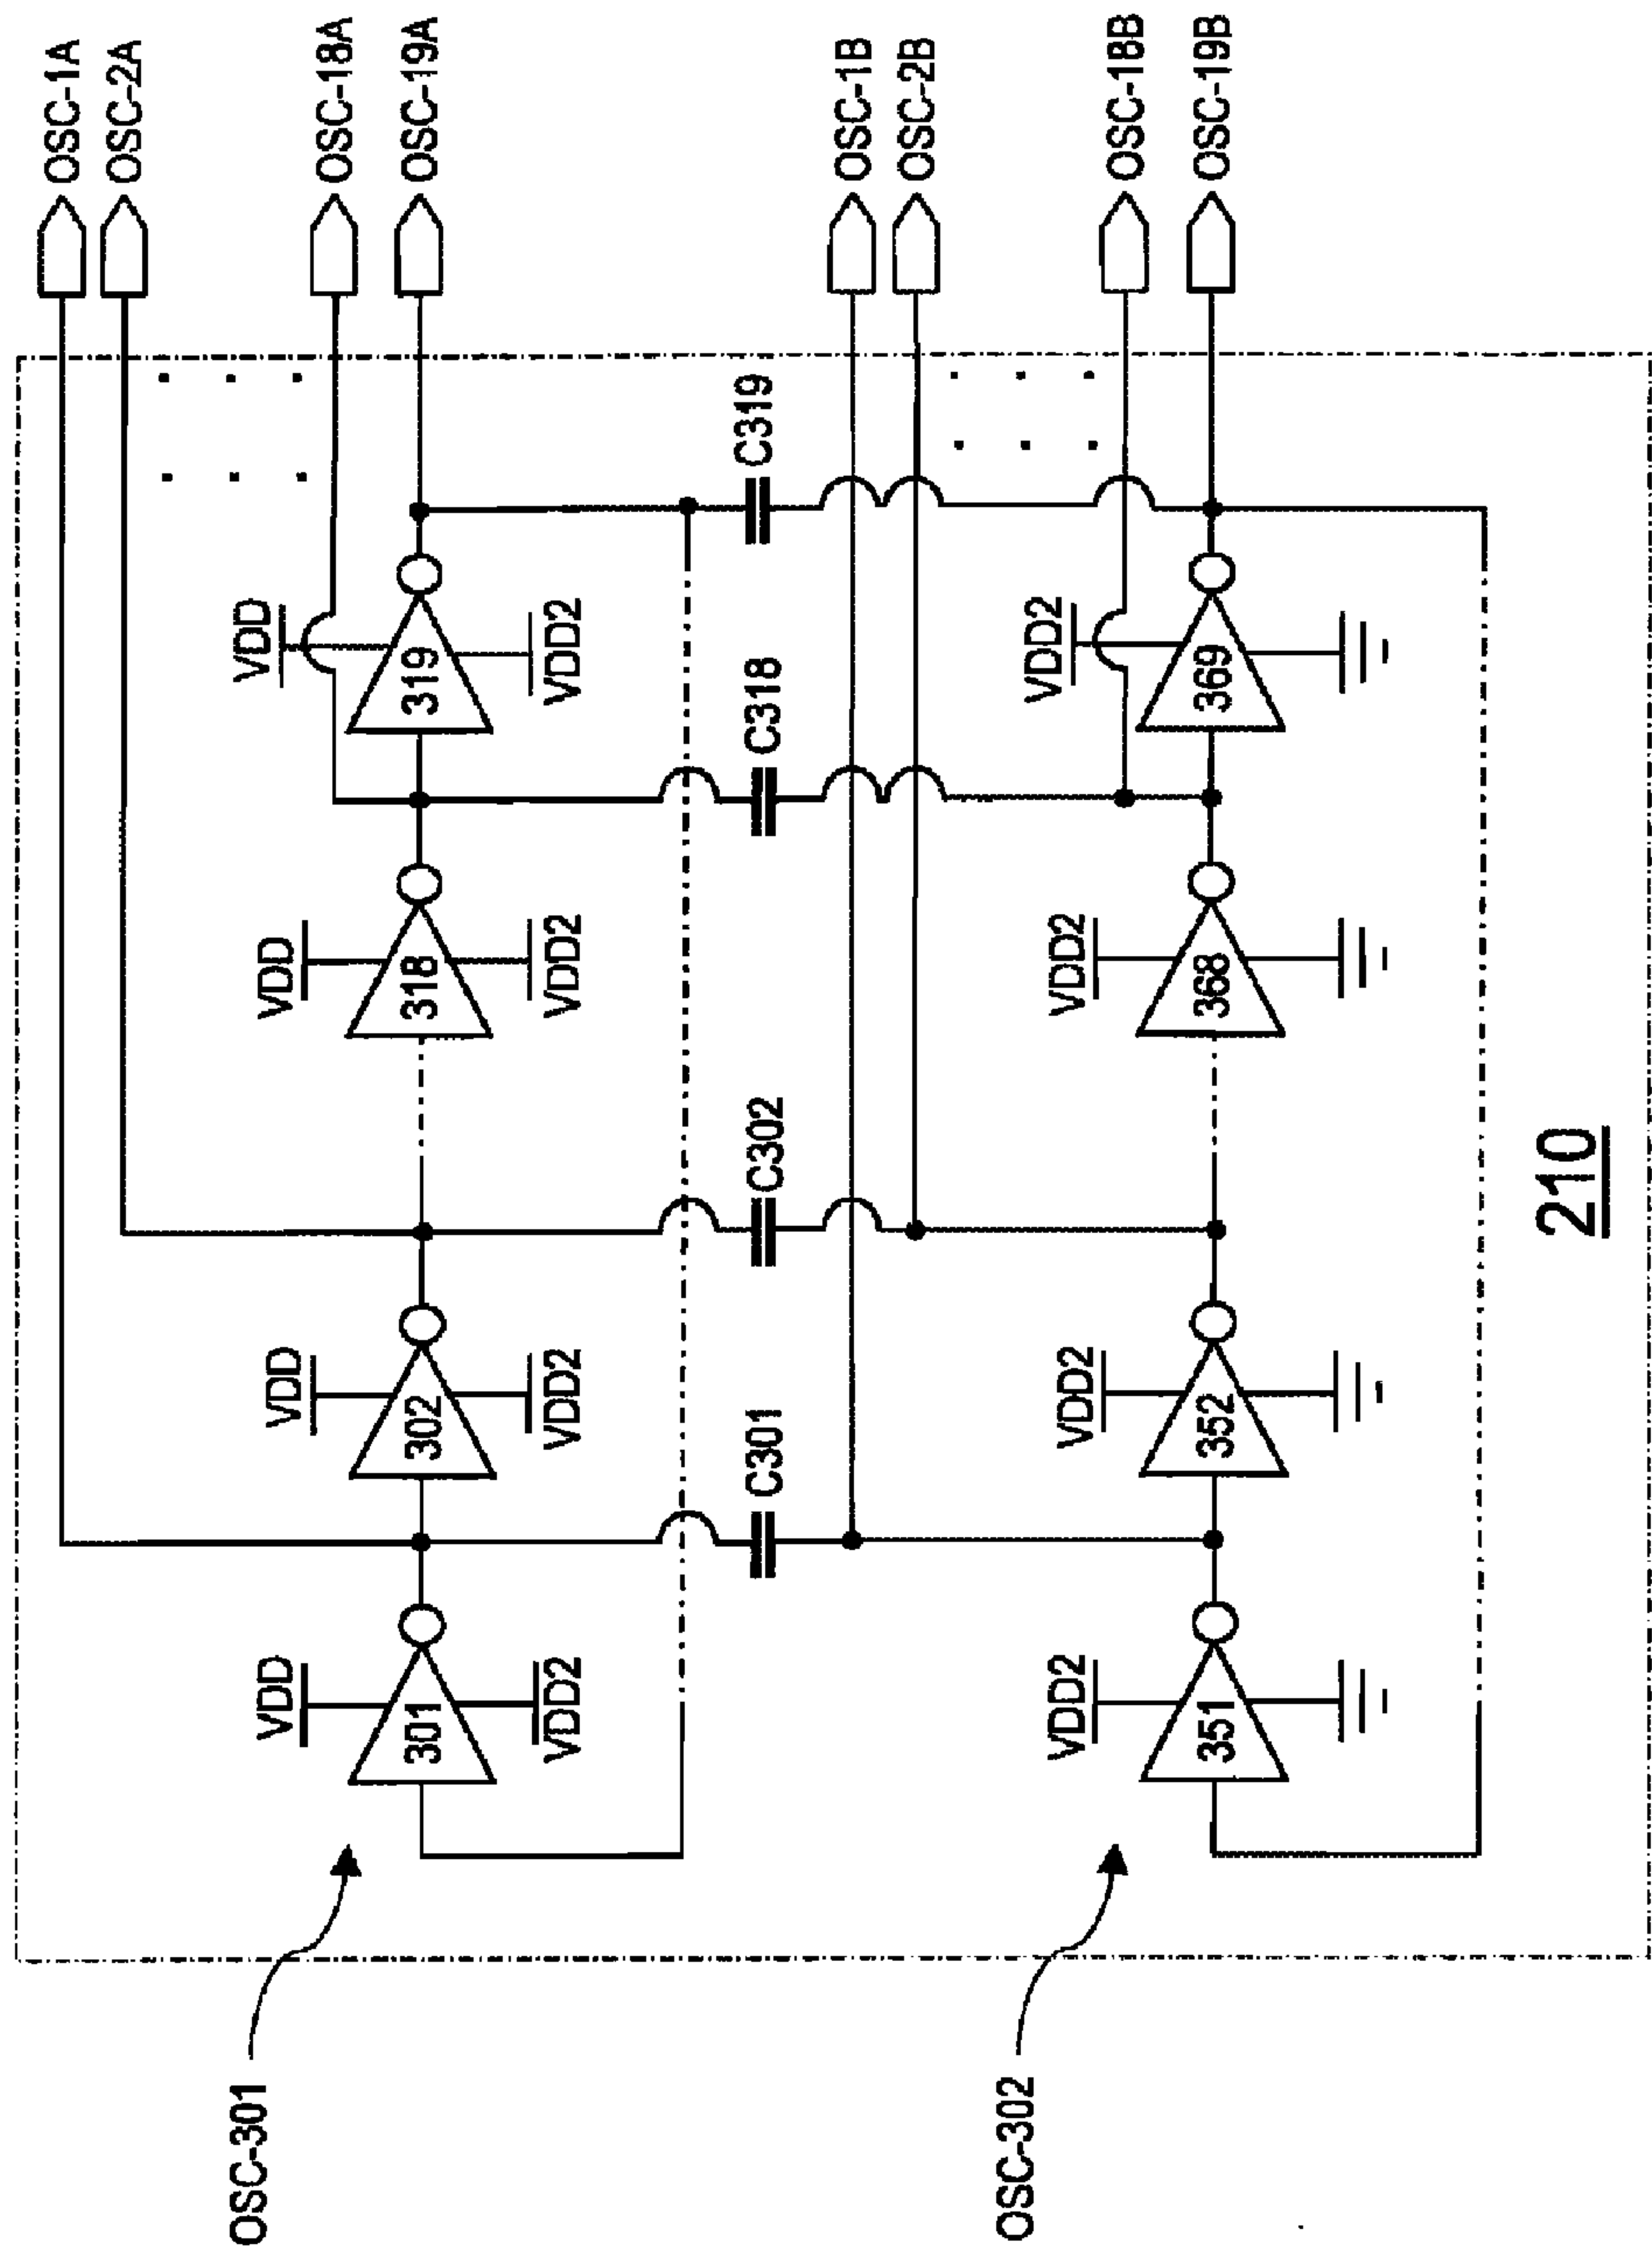 OSC-1A
OSC-2A
OSC-18A
OSC-19A
VDD
VDD
VDD
VDD
301
302
318
319
VDD2
VDD2
VDD2
VDD2
C301
C302
C318
C319
OSC-1B
OSC-2B
OSC-18B
OSC-19B
VDD2
VDD2
VDD2
VDD2
351
352
368
369
OSC-301
OSC-302
210